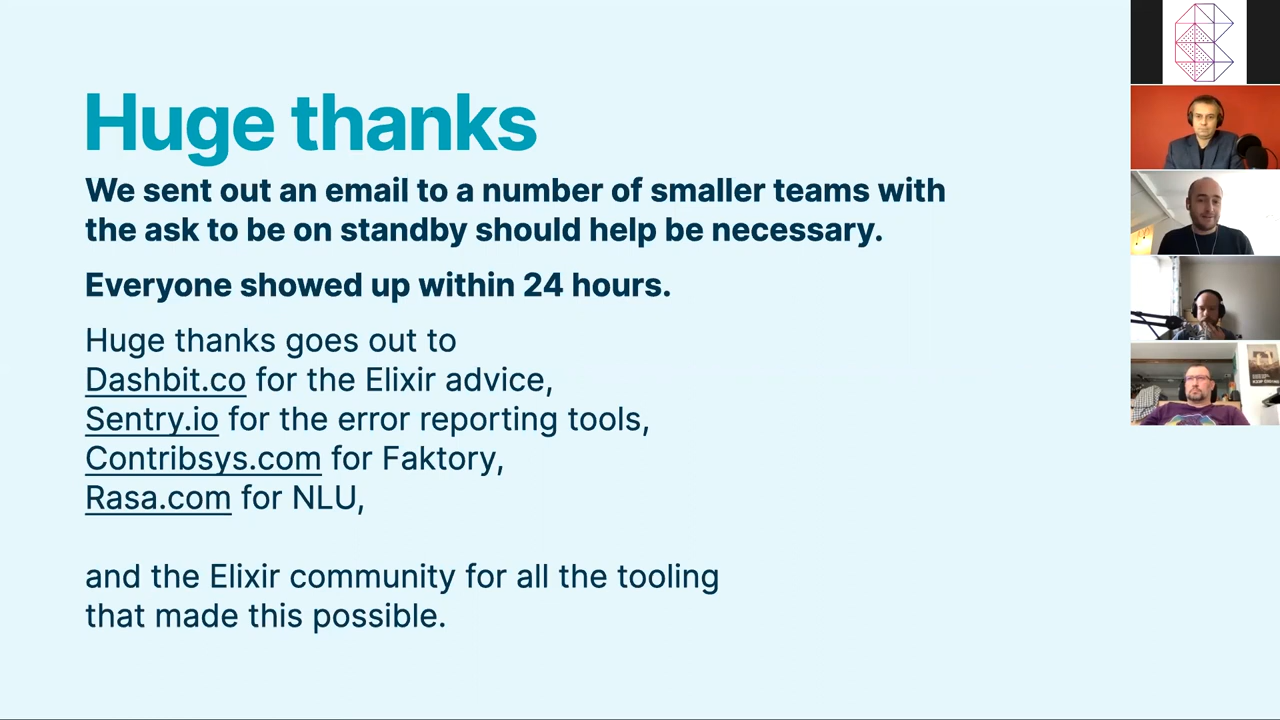 Huge thanks
We sent out an email to a number of smaller teams with
the ask to be on standby should help be necessary.
Everyone showed up within 24 hours.
Huge thanks goes out to
Dashbit.co for the Elixir advice,
Sentry.io for the error reporting tools,
Contribsys.com for Faktory,
Rasa.com for NLU,
and the Elixir community for all the tooling
that made this possible.